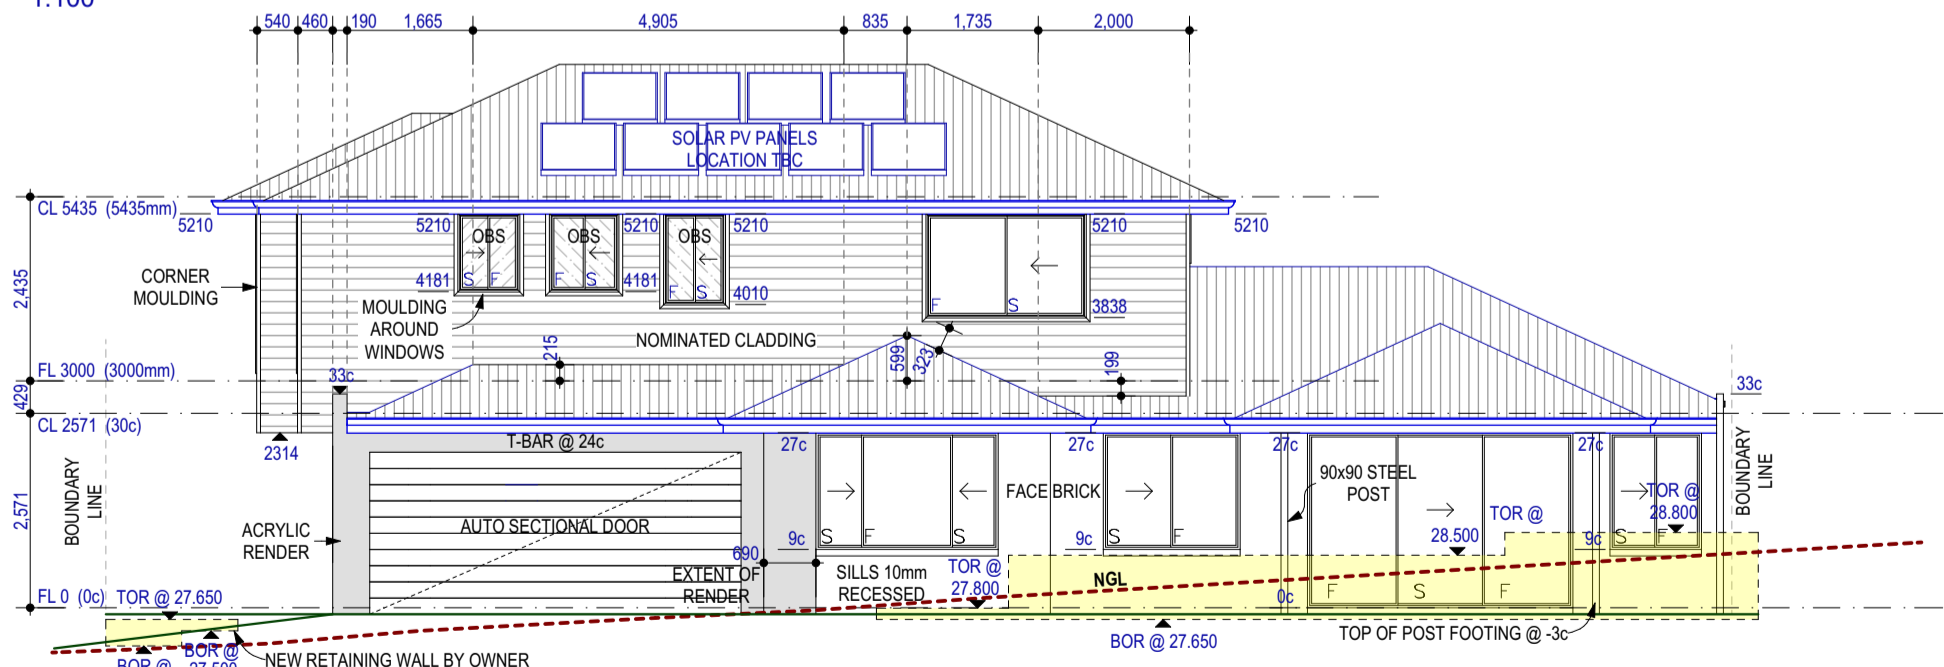 1:100
540 460 190 1,665 4,905 835 1,735 2,000
SOLAR PV PANELS
LOCATION TBC
CL 5435 (5435mm)
5210
5210
5210
5210
5210
5210
OBS
OBS
OBS
CORNER
MOULDING
4181
S F
F S
4181
F S
4010
F S
3838
MOULDING
AROUND
WINDOWS
NOMINATED CLADDING
2,435
215
599
323
199
FL 3000 (3000mm)
33c
33c
429
CL 2571 (30c)
2314
T-BAR @ 24c
27c
27c
27c
27c
BOUNDARY
LINE
BOUNDARY
LINE
2,571
ACRYLIC
RENDER
AUTO SECTIONAL DOOR
FACE BRICK
90x90 STEEL
POST
TOR @
28.800
TOR @
28.500
S F S
S F
S F
9c
9c
9c
690
EXTENT OF
RENDER
SILLS 10mm
RECESSED
TOR @
27.800
NGL
F S F
0c
FL 0 (0c)
TOR @ 27.650
BOR @ 27.650
TOP OF POST FOOTING @ -3c
BOR @
BOR @
27.500
NEW RETAINING WALL BY OWNER